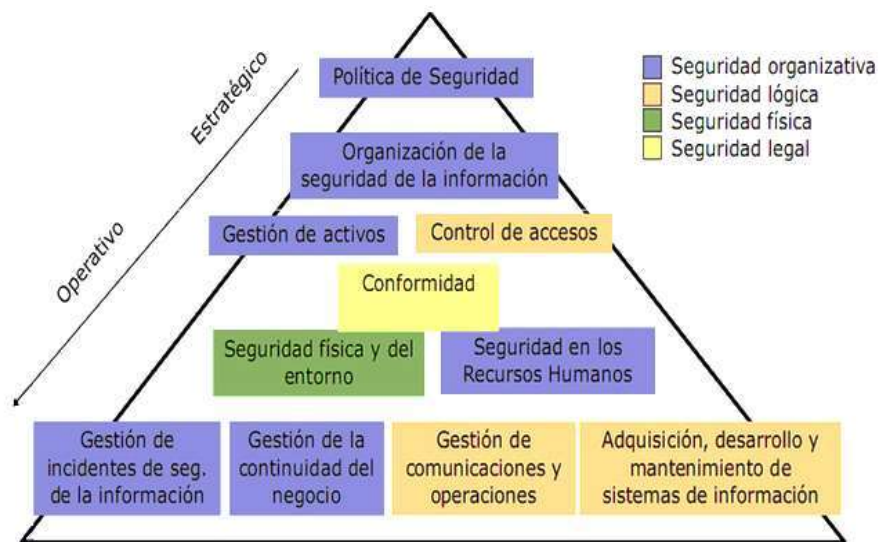 Política de Seguridad
Estratégico
Operativo
Seguridad organizativa
Seguridad lógica
Seguridad física
Seguridad legal
Organización de la
seguridad de la información
Gestión de activos
Control de accesos
Conformidad
Seguridad física y del
entorno
Seguridad en los
Recursos Humanos
Gestión de
incidentes de seg.
de la información
Gestión de la
continuidad del
negocio
Gestión de
comunicaciones y
operaciones
Adquisición, desarrollo y
mantenimiento de
sistemas de información